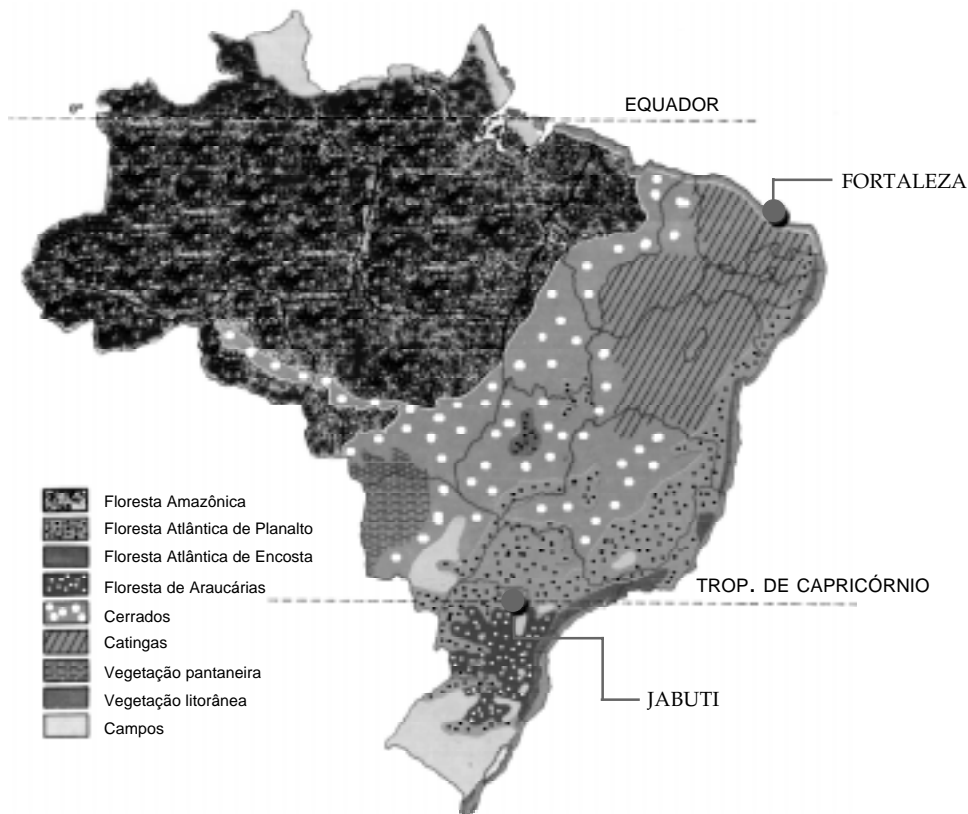 EQUADOR
0°
FORTALEZA
Floresta Amazônica
Floresta Atlântica de Planalto
Floresta Atlântica de Encosta
Floresta de Araucárias
Cerrados
Catingas
Vegetação pantaneira
Vegetação litorânea
Campos
TROP. DE CAPRICÓRNIO
JABUTI